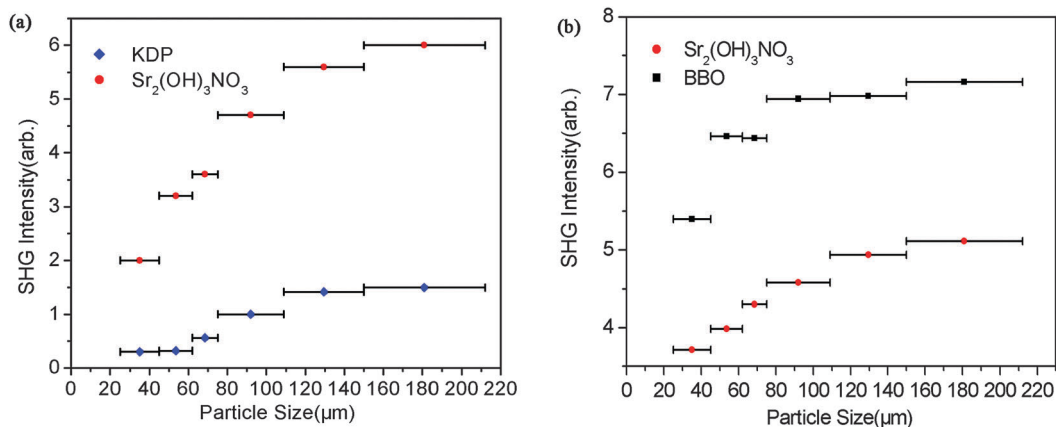 (a)
KDP
Sr₂(OH)₃NO₃
SHG Intensity(arb.)
6
5
4
3
2
1
0
0 20 40 60 80 100 120 140 160 180 200 220
Particle Size(μm)
(b)
Sr₂(OH)₃NO₃
BBO
SHG Intensity(arb.)
8
7
6
5
4
0 20 40 60 80 100 120 140 160 180 200 220
Particle Size(μm)